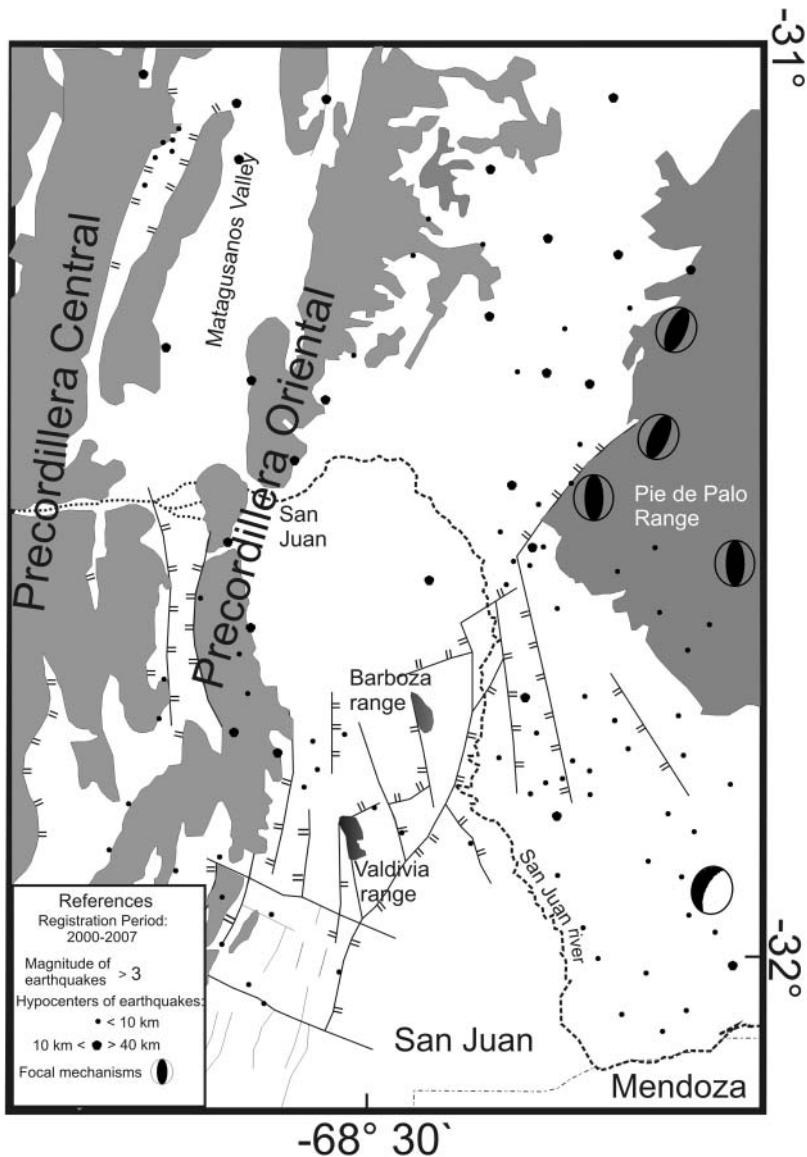 -31°
Precordillera Central
Matagusanos Valley
Precordillera Oriental
San
Juan
Pie de Palo
Range
Barboza
range
Valdivia
range
San Juan river
-32°
References
Registration Period:
2000-2007
Magnitude of
earthquakes > 3
Hypocenters of earthquakes:
< 10 km
10 km < > 40 km
Focal mechanisms
San Juan
Mendoza
-68° 30`